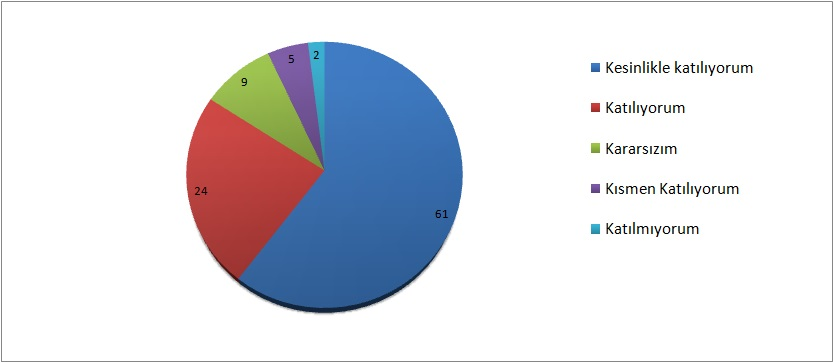 2
5
9
24
61
Kesinlikle katılıyorum
Katılıyorum
Kararsızım
Kısmen Katılıyorum
Katılmıyorum